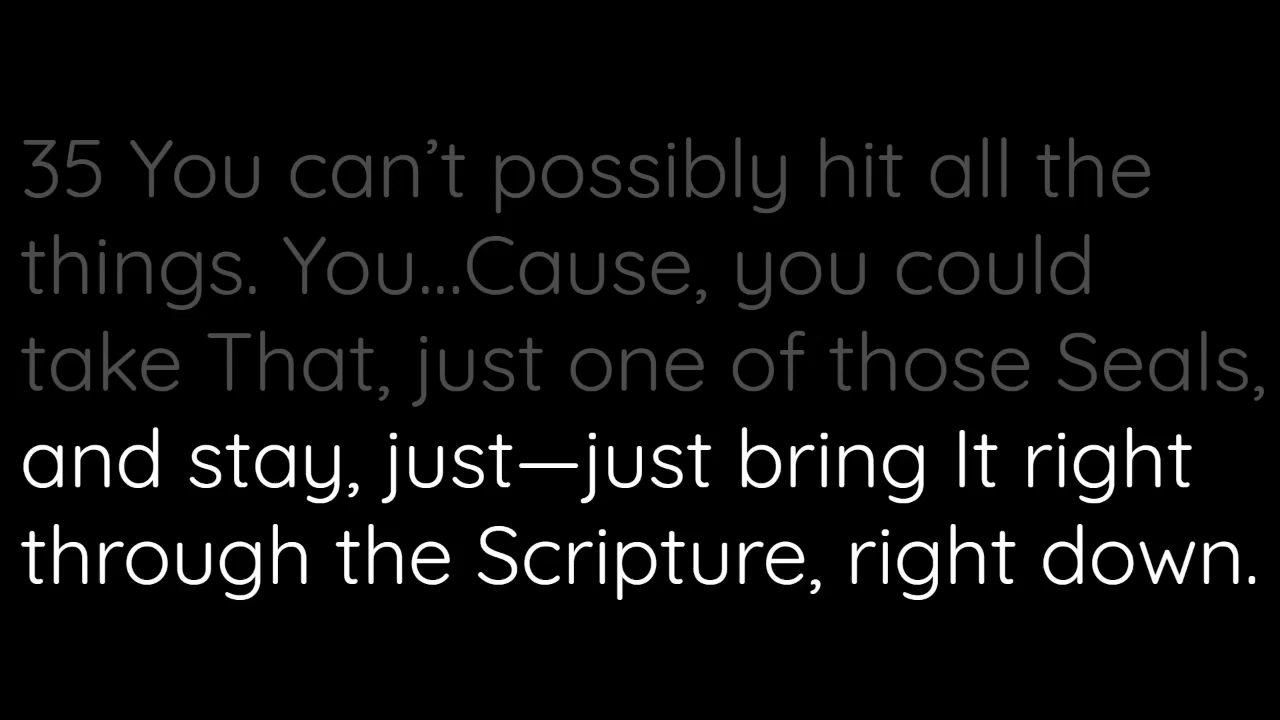 35 You can’t possibly hit all the
things. You...Cause, you could
take That, just one of those Seals,
and stay, just—just bring It right
through the Scripture, right down.